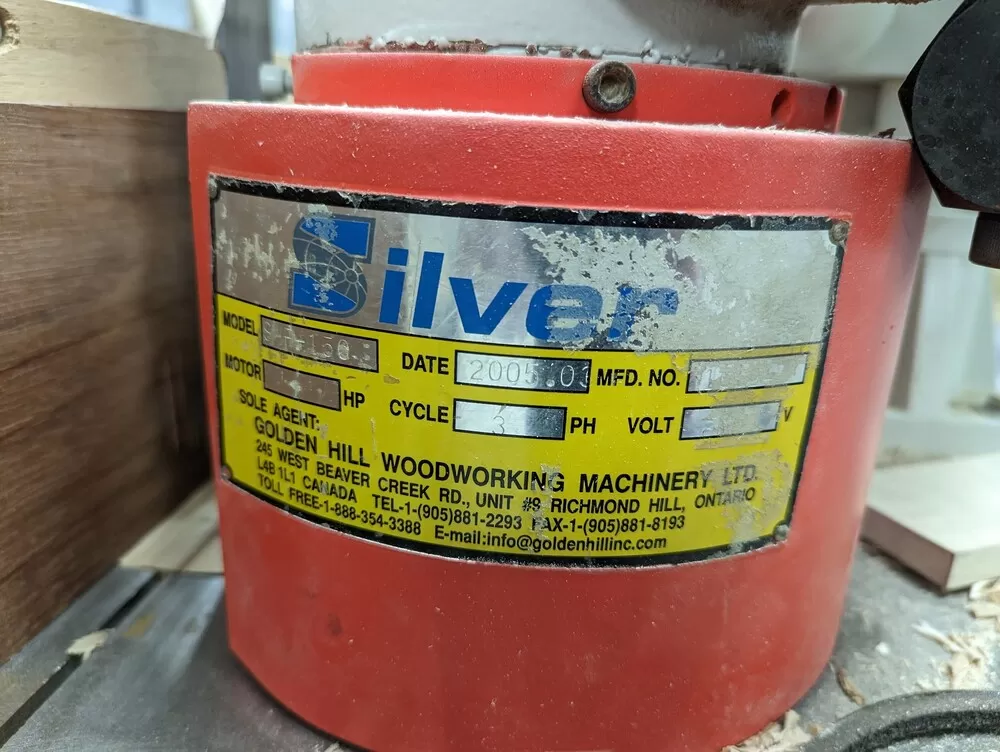 Silver
MODEL DATE 2005.03 MFD. NO.
MOTOR HP CYCLE 3 PH VOLT V
SOLE AGENT:
GOLDEN HILL WOODWORKING MACHINERY LTD.
245 WEST BEAVER CREEK RD., UNIT #9 RICHMOND HILL, ONTARIO
L4B 1L1 CANADA TEL-1-(905)881-2293 FAX-1-(905)881-8193
TOLL FREE-1-888-354-3388 E-mail:info@goldenhillinc.com